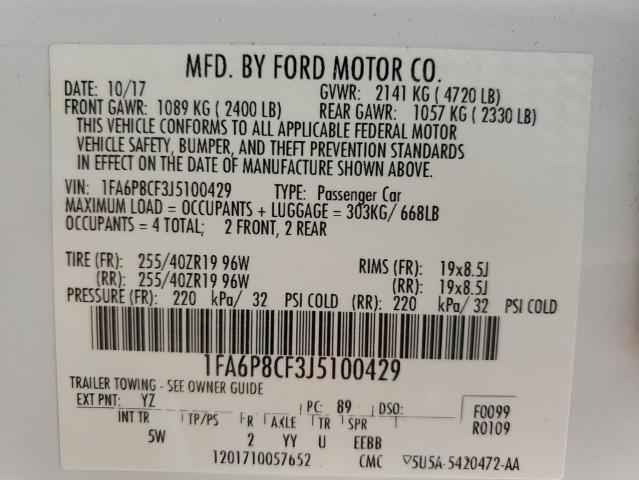 MFD. BY FORD MOTOR CO.
DATE: 10/17 GVWR: 2141 KG ( 4720 LB)
FRONT GAWR: 1089 KG ( 2400 LB) REAR GAWR: 1057 KG ( 2330 LB)
THIS VEHICLE CONFORMS TO ALL APPLICABLE FEDERAL MOTOR
VEHICLE SAFETY, BUMPER, AND THEFT PREVENTION STANDARDS
IN EFFECT ON THE DATE OF MANUFACTURE SHOWN ABOVE.
VIN: 1FA6P8CF3J5100429 TYPE: Passenger Car
MAXIMUM LOAD = OCCUPANTS + LUGGAGE = 303KG/ 668LB
OCCUPANTS = 4 TOTAL; 2 FRONT, 2 REAR
TIRE (FR): 255/40ZR19 96W RIMS (FR): 19x8.5J
(RR): 255/40ZR19 96W (RR): 19x8.5J
PRESSURE (FR): 220 kPa/ 32 PSI COLD (RR): 220 kPa/ 32 PSI COLD
1FA6P8CF3J5100429
TRAILER TOWING - SEE OWNER GUIDE
EXT PNT: YZ PC: 89 DSO: F0099
INT TR TP/PS R AXLE TR SPR R0109
5W 2 YY U EEBB
1201710057652 CMC 5U5A-5420472-AA